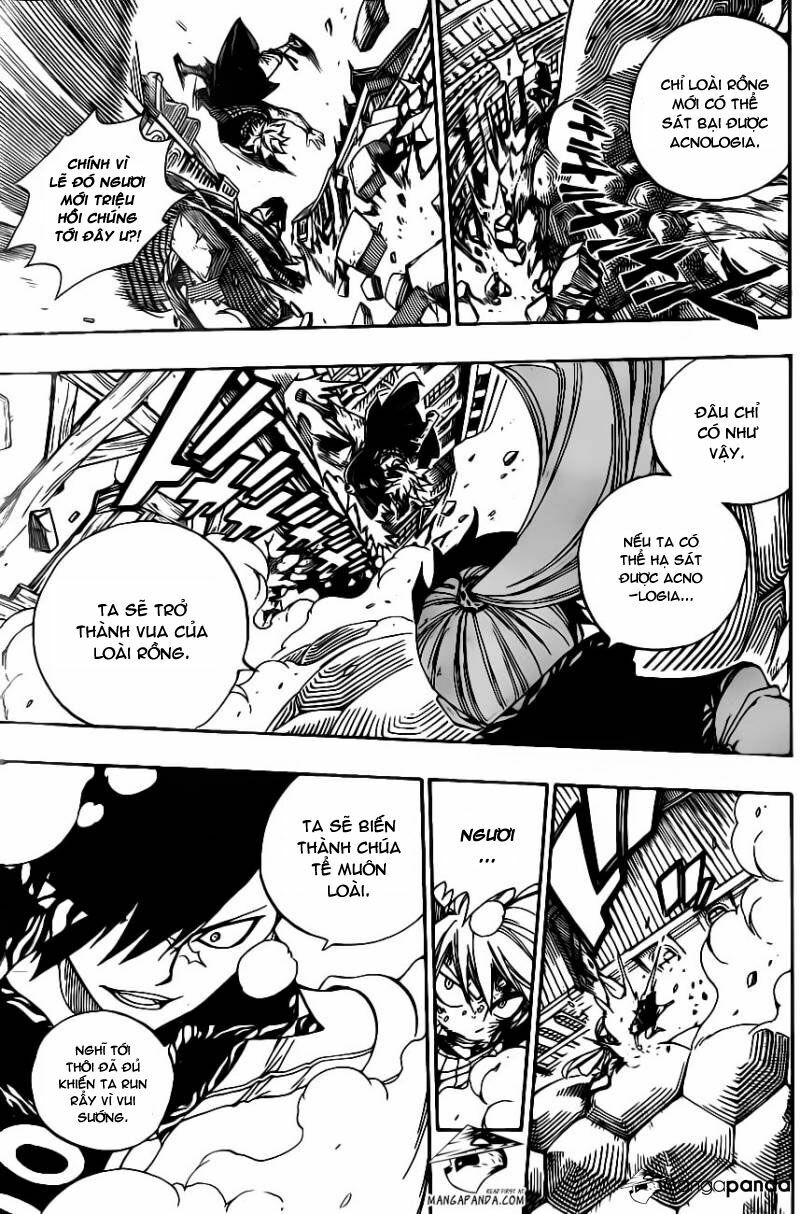 CHỈ LOÀI RỒNG
MỚI CÓ THỂ
SÁT BẠI ĐƯỢC
ACNOLOGIA.
!
CHÍNH VÌ
LẼ ĐÓ NGƯƠI
MỚI TRIỆU
HỒI CHÚNG
TỚI ĐÂY Ư?!
ĐÂU CHỈ
CÓ NHƯ
VẬY.
NẾU TA CÓ
THỂ HẠ SÁT
ĐƯỢC ACNO
-LOGIA...
TA SẼ TRỞ
THÀNH VUA CỦA
LOÀI RỒNG.
NGƯƠI
...
TA SẼ BIẾN
THÀNH CHÚA
TỂ MUÔN
LOÀI.
NGHĨ TỚI
THÔI ĐÃ ĐỦ
KHIẾN TA RUN
RẨY VÌ VUI
SƯỚNG.
READ FIRST AT
MANGAPANDA.COM
mangapanda